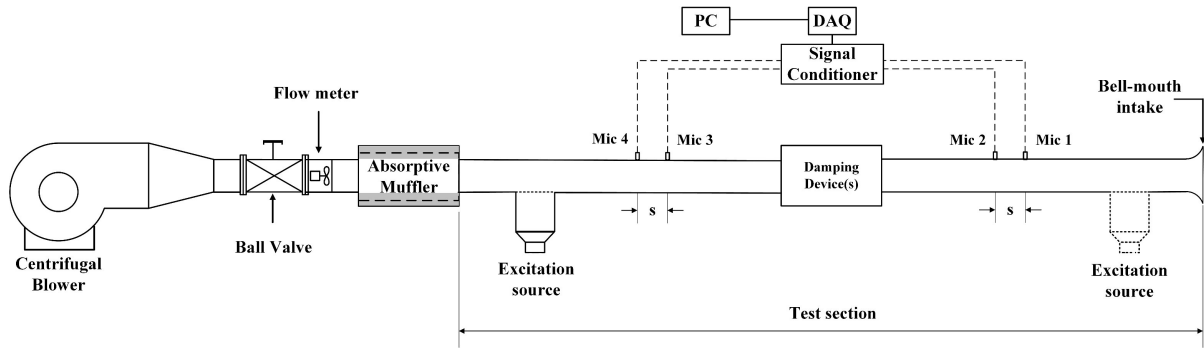 PC
DAQ
Signal
Conditioner
Flow meter
Bell-mouth
intake
Mic 4
Mic 3
Mic 2
Mic 1
Absorptive
Muffler
Damping
Device(s)
s
s
Ball Valve
Centrifugal
Blower
Excitation
source
Excitation
source
Test section